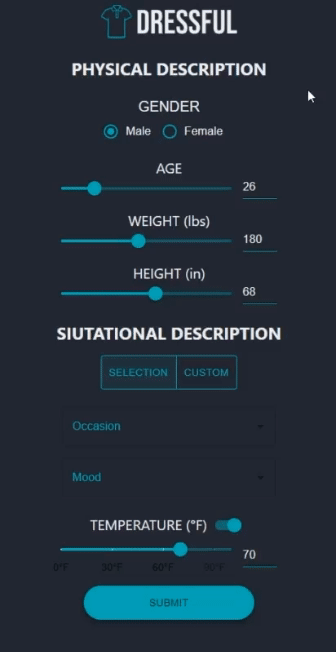 DRESSFUL
PHYSICAL DESCRIPTION
GENDER
Male Female
AGE
26
WEIGHT (lbs)
180
HEIGHT (in)
68
SIUTATIONAL DESCRIPTION
SELECTION CUSTOM
Occasion
Mood
TEMPERATURE (°F)
70
0°F 30°F 60°F 90°F
SUBMIT